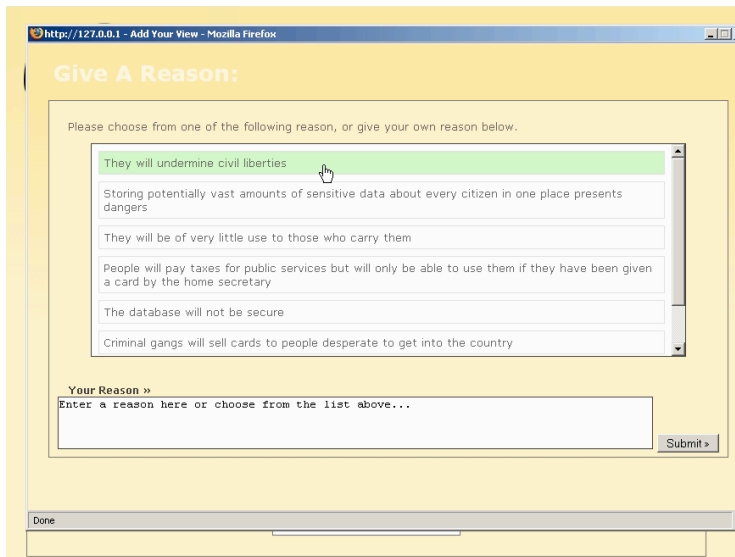 http://127.0.0.1 - Add Your View - Mozilla Firefox
Give A Reason:
Please choose from one of the following reason, or give your own reason below.
They will undermine civil liberties
Storing potentially vast amounts of sensitive data about every citizen in one place presents
dangers
They will be of very little use to those who carry them
People will pay taxes for public services but will only be able to use them if they have been given
a card by the home secretary
The database will not be secure
Criminal gangs will sell cards to people desperate to get into the country
Your Reason »
Enter a reason here or choose from the list above...
Submit »
Done